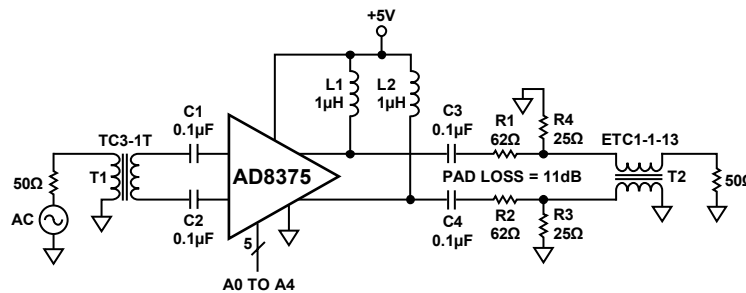 +5V
L1
1µH
L2
1µH
C1
0.1µF
C3
0.1µF
R1
62Ω
R4
25Ω
TC3-1T
ETC1-1-13
50Ω
T1
AD8375
PAD LOSS = 11dB
T2
50Ω
AC
C2
0.1µF
C4
0.1µF
R2
62Ω
R3
25Ω
5
A0 TO A4